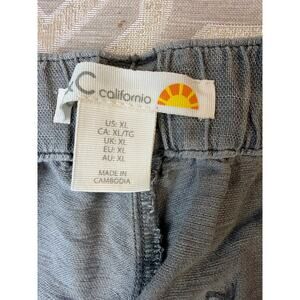 C california
US: XL
CA: XL/TG
UK: XL
EU: XL
AU: XL
MADE IN
CAMBODIA